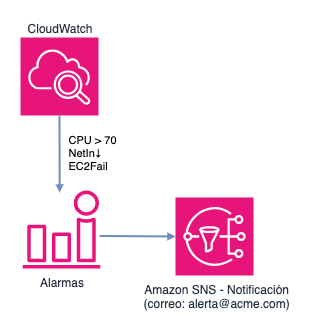 CloudWatch
CPU > 70
NetIn↓
EC2Fail
Alarmas
Amazon SNS - Notificación
(correo: alerta@acme.com)